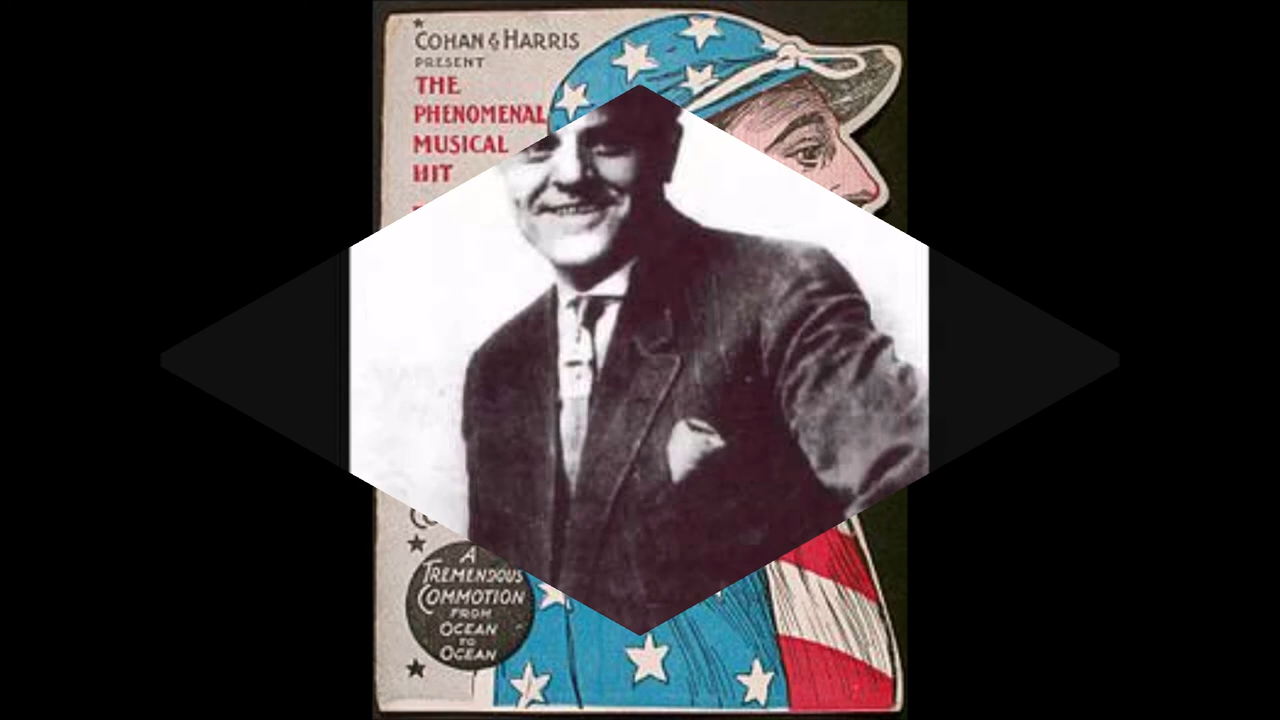 COHAN & HARRIS
PRESENT
THE
PHENOMENAL
MUSICAL
HIT
A
TREMENDOUS
COMMOTION
FROM
OCEAN
TO
OCEAN